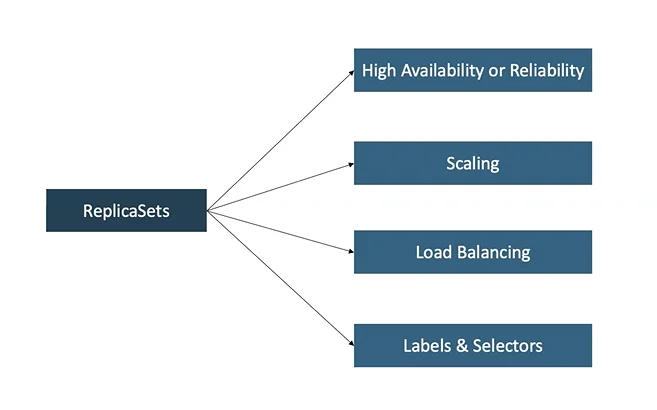 High Availability or Reliability
Scaling
ReplicaSets
Load Balancing
Labels & Selectors